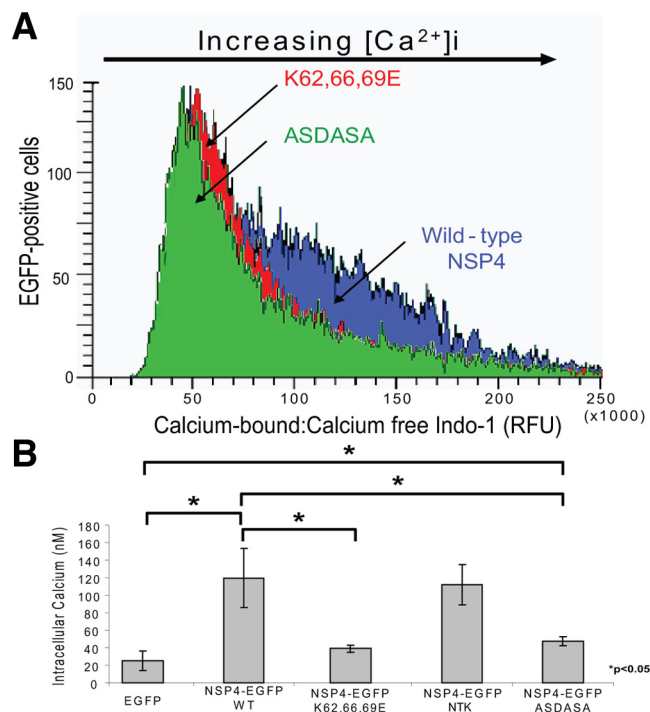 A
Increasing [Ca²⁺]i
K62,66,69E
ASDASA
Wild-type
NSP4
EGFP-positive cells
150
100
50
0
0 50 100 150 200 250
(x1000)
Calcium-bound:Calcium free Indo-1 (RFU)
B
*
*
*
*
Intracellular Calcium (nM)
180
160
140
120
100
80
60
40
20
0
*p<0.05
EGFP
NSP4-EGFP
WT
NSP4-EGFP
K62,66,69E
NSP4-EGFP
NTK
NSP4-EGFP
ASDASA